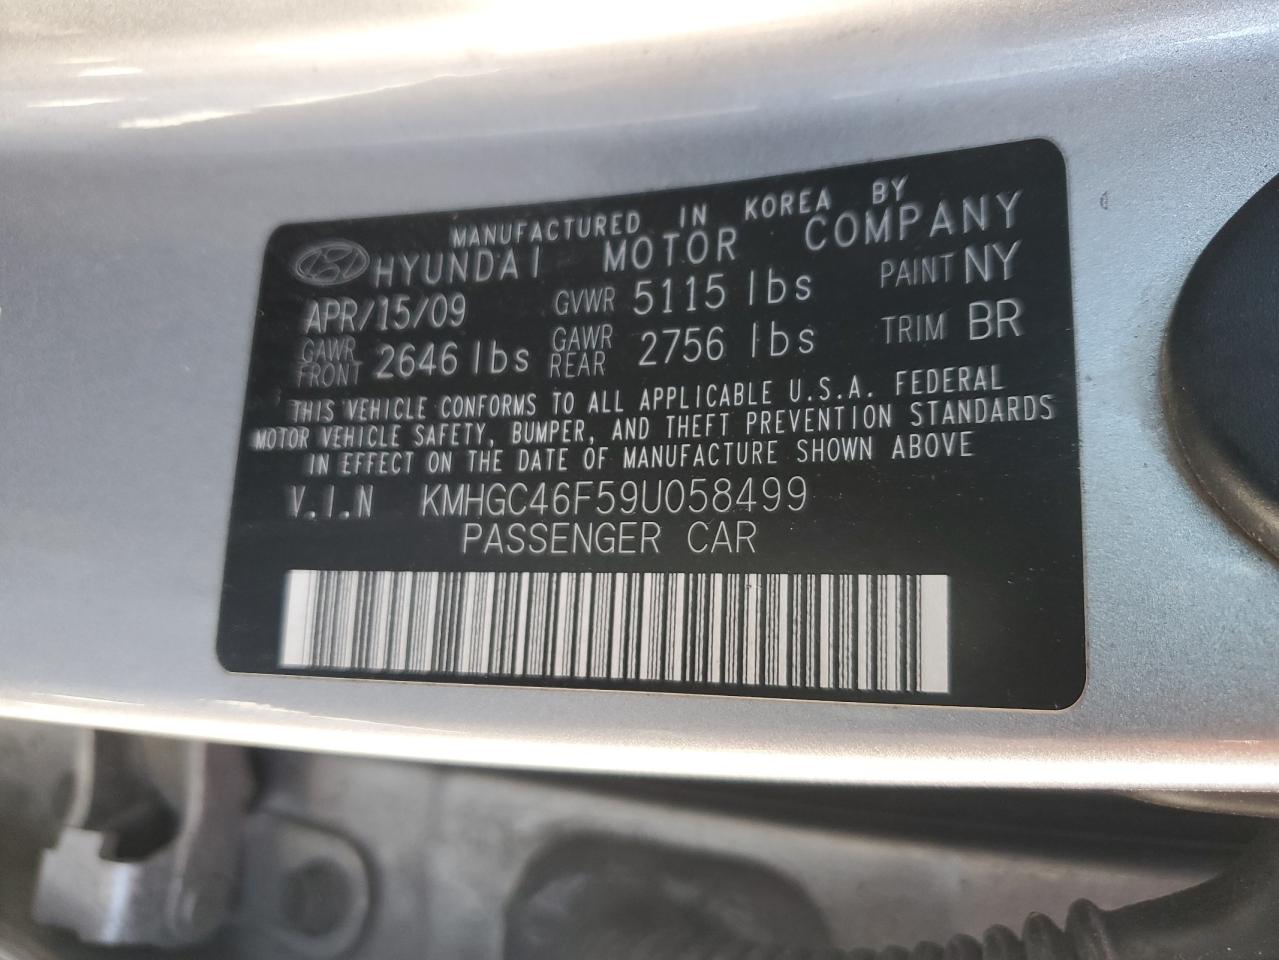 MANUFACTURED IN KOREA BY
HYUNDAI MOTOR COMPANY
APR/15/09 GVWR 5115 lbs PAINT NY
GAWR FRONT 2646 lbs GAWR REAR 2756 lbs TRIM BR
THIS VEHICLE CONFORMS TO ALL APPLICABLE U.S.A. FEDERAL
MOTOR VEHICLE SAFETY, BUMPER, AND THEFT PREVENTION STANDARDS
IN EFFECT ON THE DATE OF MANUFACTURE SHOWN ABOVE
V.I.N KMHGC46F59U058499
PASSENGER CAR